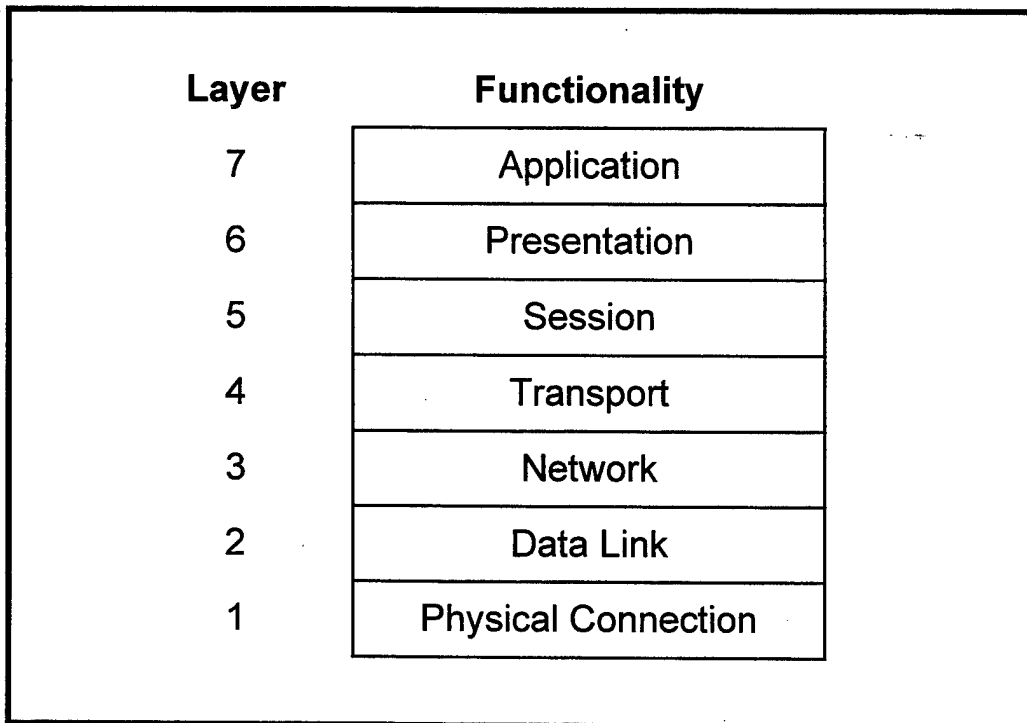 Layer Functionality
7 Application
6 Presentation
5 Session
4 Transport
3 Network
2 Data Link
1 Physical Connection